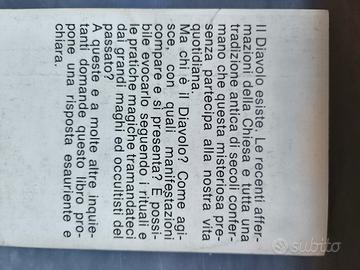 Il Diavolo esiste. Le recenti affer-
mazioni della Chiesa e tutta una
tradizione antica di secoli confer-
mano che questa misteriosa pre-
senza partecipa alla nostra vita
quotidiana.
Ma chi è il Diavolo? Come agi-
sce, con quali manifestazioni
compare e si presenta? È possi-
bile evocarlo seguendo i rituali e
le pratiche magiche tramandateci
dai grandi maghi ed occultisti del
passato?
A queste e a molte altre inquie-
tanti domande questo libro pro-
pone una risposta esauriente e
chiara.
subito